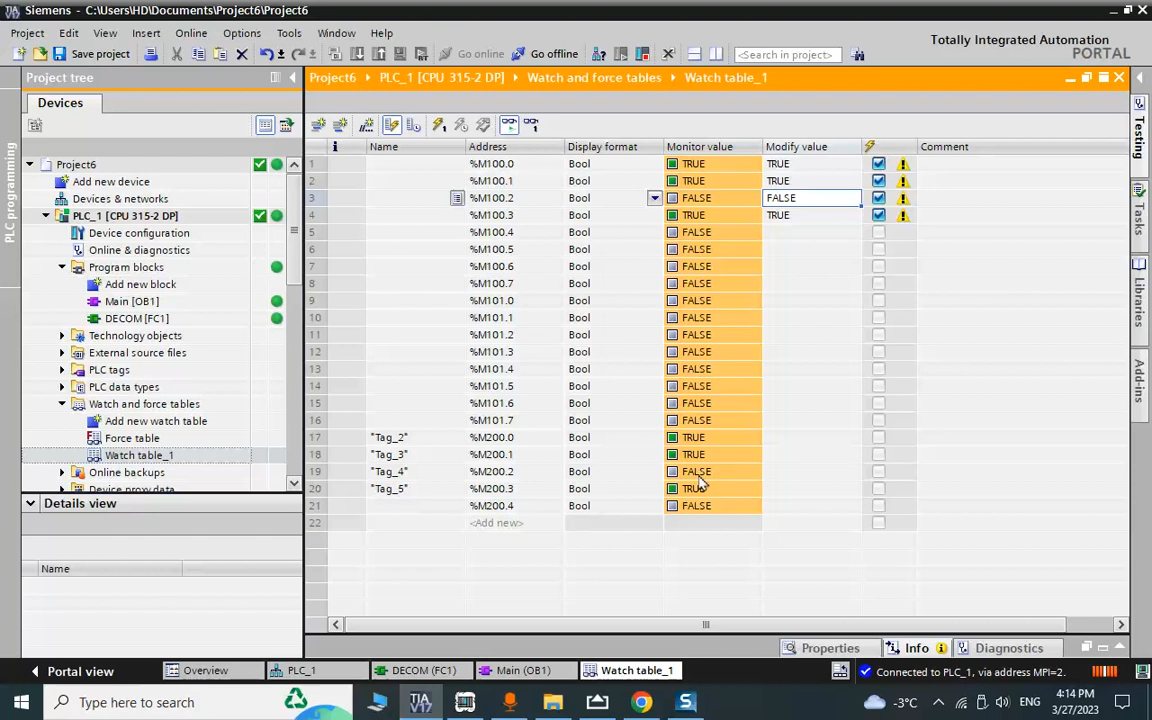 Siemens - C:\Users\HD\Documents\Project6\Project6
Project Edit View Insert Online Options Tools Window Help
Totally Integrated Automation
PORTAL
Save project Go online Go offline <Search in project>
Project tree
Project6 PLC_1 [CPU 315-2 DP] Watch and force tables Watch table_1
Devices
PLC programming
Project6
Add new device
Devices & networks
PLC_1 [CPU 315-2 DP]
Device configuration
Online & diagnostics
Program blocks
Add new block
Main [OB1]
DECOM [FC1]
Technology objects
External source files
PLC tags
PLC data types
Watch and force tables
Add new watch table
Force table
Watch table_1
Online backups
Device proxy data
Details view
Name
i Name Address Display format Monitor value Modify value Comment
1 %M100.0 Bool TRUE TRUE
2 %M100.1 Bool TRUE TRUE
3 %M100.2 Bool FALSE FALSE
4 %M100.3 Bool TRUE TRUE
5 %M100.4 Bool FALSE
6 %M100.5 Bool FALSE
7 %M100.6 Bool FALSE
8 %M100.7 Bool FALSE
9 %M101.0 Bool FALSE
10 %M101.1 Bool FALSE
11 %M101.2 Bool FALSE
12 %M101.3 Bool FALSE
13 %M101.4 Bool FALSE
14 %M101.5 Bool FALSE
15 %M101.6 Bool FALSE
16 %M101.7 Bool FALSE
17 "Tag_2" %M200.0 Bool TRUE
18 "Tag_3" %M200.1 Bool TRUE
19 "Tag_4" %M200.2 Bool FALSE
20 "Tag_5" %M200.3 Bool TRUE
21 %M200.4 Bool FALSE
22 <Add new>
Testing
Tasks
Libraries
Add-ins
Properties Info Diagnostics
Portal view Overview PLC_1 DECOM (FC1) Main (OB1) Watch table_1 Connected to PLC_1, via address MPI=2.
Type here to search
TIA
V17
-3°C
ENG
4:14 PM
3/27/2023